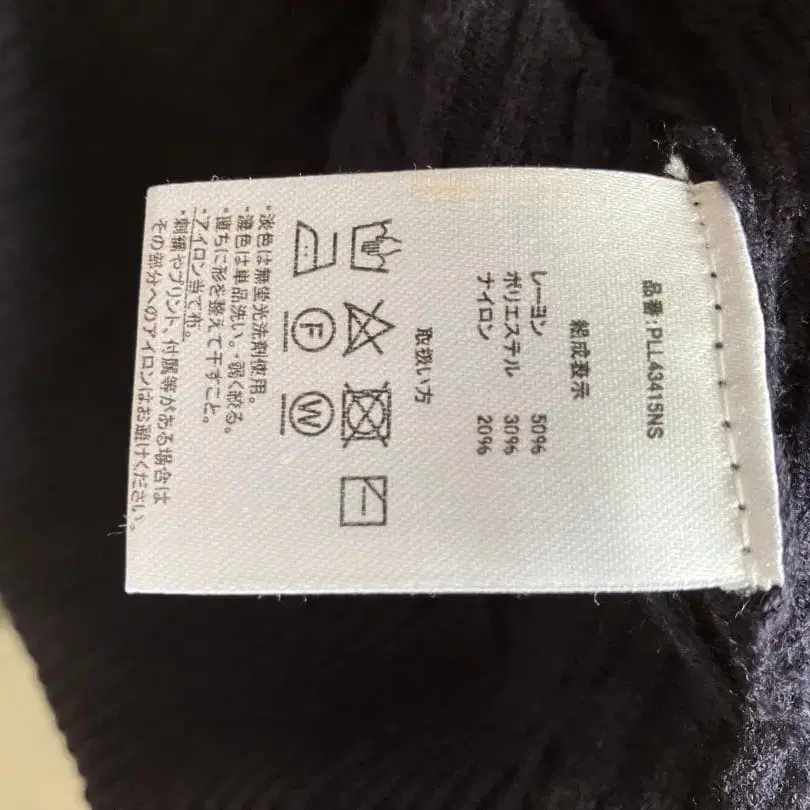 品番:PLL43415NS
組成表示
レーヨン 50%
ポリエステル 30%
ナイロン 20%
取扱い方
F
W
・淡色は無蛍光洗剤使用。
・濃色は単品洗い。・弱く絞る。
・直ちに形を整えて干すこと。
・アイロン当て布。
・刺繍やプリント、付属等がある場合は
その部分へのアイロンはお避けください。